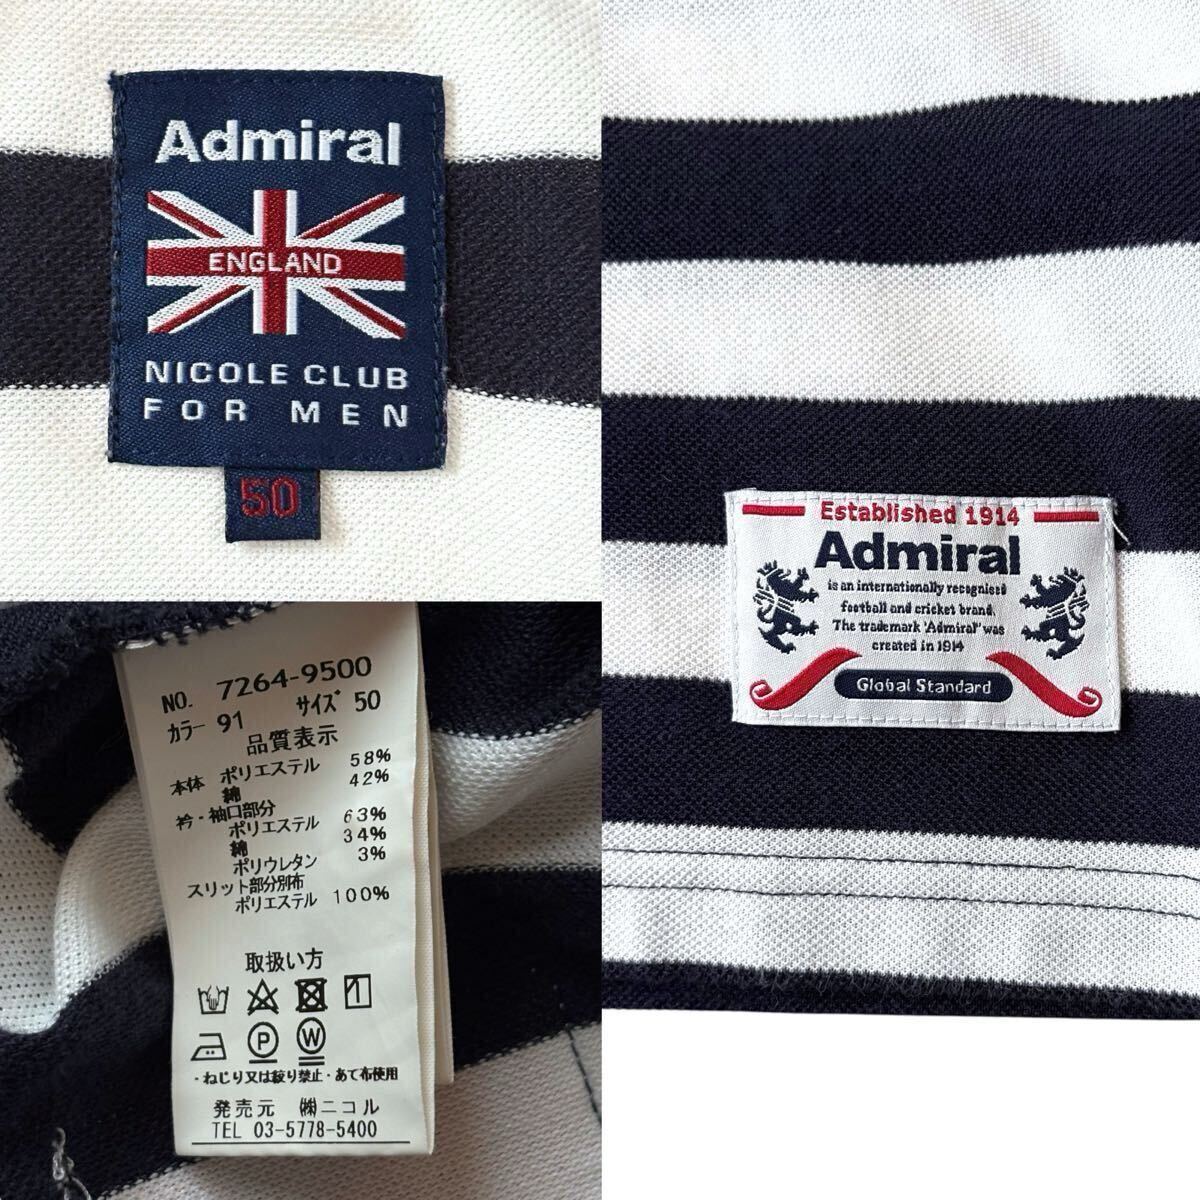 Admiral
ENGLAND
NICOLE CLUB
FOR MEN
50
Established 1914
Admiral
is an internationally recognised
football and cricket brand.
The trademark 'Admiral' was
created in 1914
Global Standard
NO. 7264-9500
カラー 91 サイズ 50
品質表示
本体 ポリエステル 58%
綿 42%
衿・袖口部分
ポリエステル 63%
綿 34%
ポリウレタン 3%
スリット部分別布
ポリエステル 100%
取扱い方
P W
・ねじり又は絞り禁止・あて布使用
発売元 ㈱ニコル
TEL 03-5778-5400